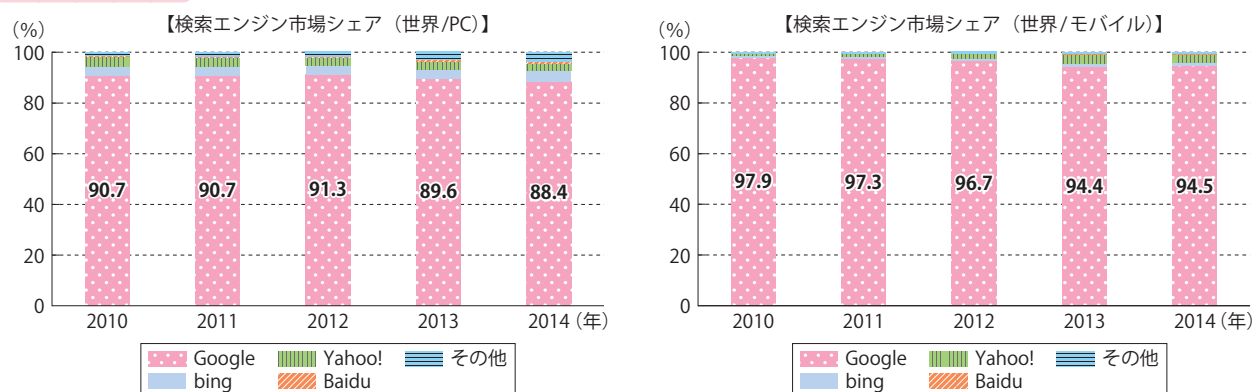 【検索エンジン市場シェア（世界/PC）】
(%)
100
80
60
40
20
0
90.7
90.7
91.3
89.6
88.4
2010
2011
2012
2013
2014（年）
Google
Yahoo!
その他
bing
Baidu
【検索エンジン市場シェア（世界/モバイル）】
(%)
100
80
60
40
20
0
97.9
97.3
96.7
94.4
94.5
2010
2011
2012
2013
2014（年）
Google
Yahoo!
その他
bing
Baidu